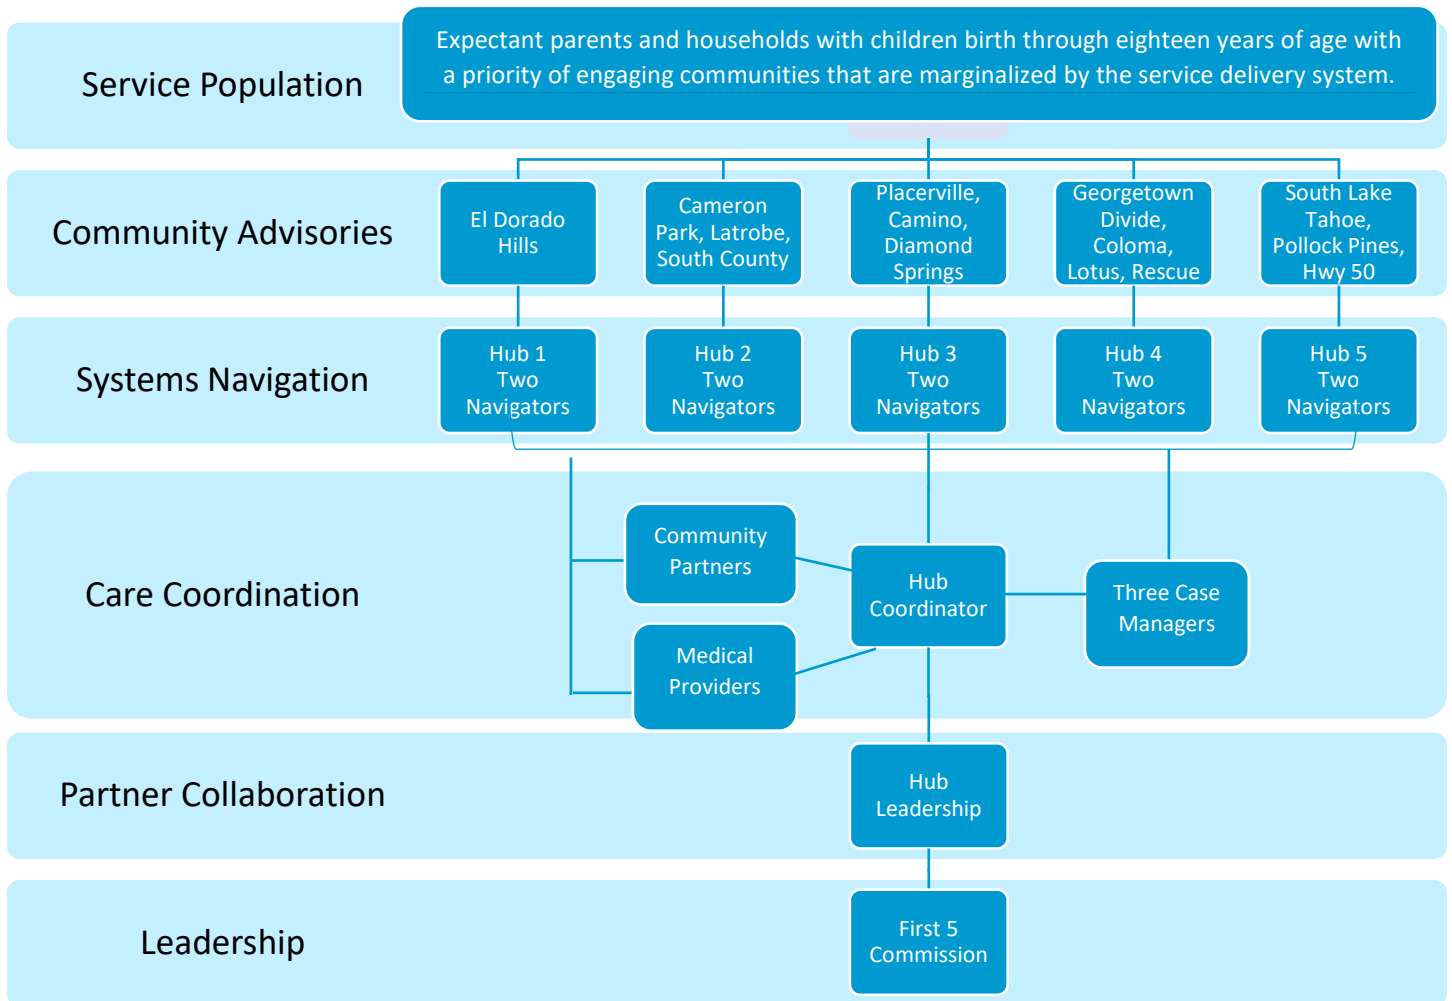 Service Population
Expectant parents and households with children birth through eighteen years of age with
a priority of engaging communities that are marginalized by the service delivery system.
Community Advisories
El Dorado
Hills
Cameron
Park, Latrobe,
South County
Placerville,
Camino,
Diamond
Springs
Georgetown
Divide,
Coloma,
Lotus, Rescue
South Lake
Tahoe,
Pollock Pines,
Hwy 50
Systems Navigation
Hub 1
Two
Navigators
Hub 2
Two
Navigators
Hub 3
Two
Navigators
Hub 4
Two
Navigators
Hub 5
Two
Navigators
Care Coordination
Community
Partners
Medical
Providers
Hub
Coordinator
Three Case
Managers
Partner Collaboration
Hub
Leadership
Leadership
First 5
Commission